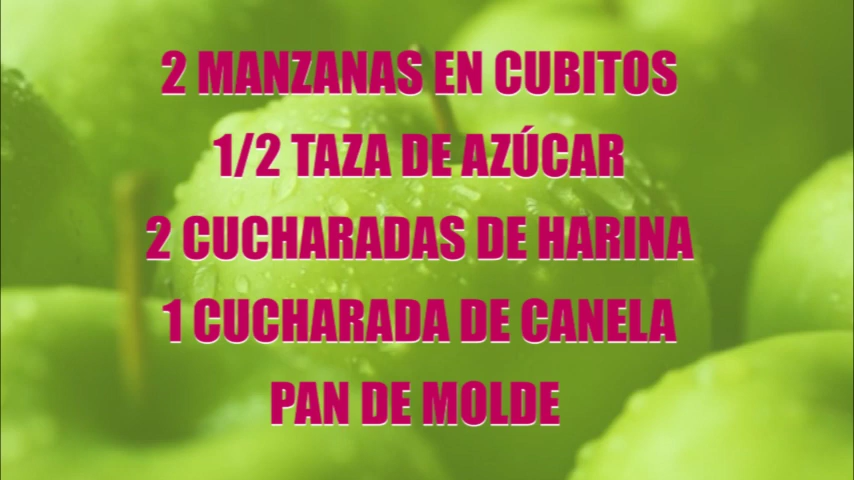 2 MANZANAS EN CUBITOS
1/2 TAZA DE AZÚCAR
2 CUCHARADAS DE HARINA
1 CUCHARADA DE CANELA
PAN DE MOLDE